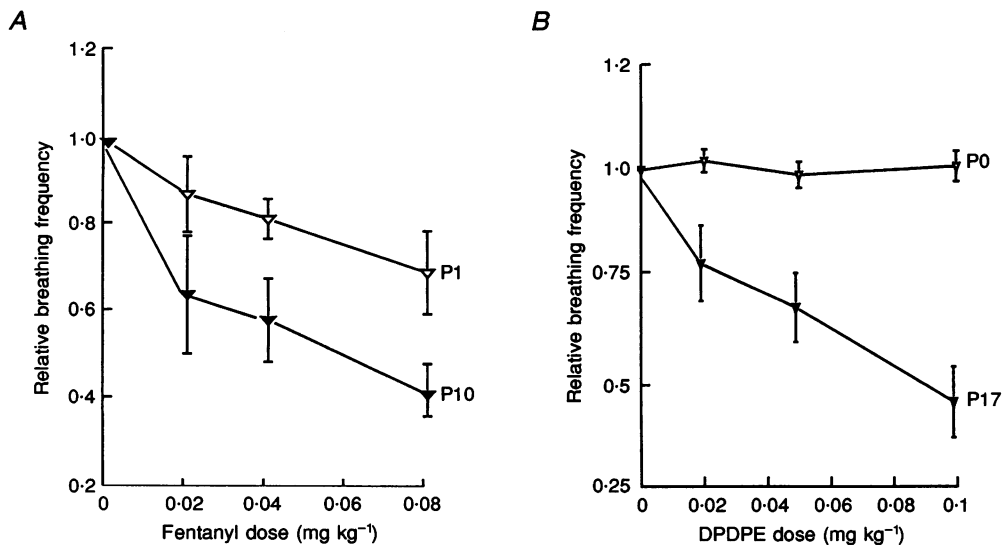 A
Relative breathing frequency
1·2
1·0
0·8
0·6
0·4
0·2
P1
P10
0 0·02 0·04 0·06 0·08
Fentanyl dose (mg kg⁻¹)
B
Relative breathing frequency
1·2
1·0
0·75
0·5
0·25
P0
P17
0 0·02 0·04 0·06 0·08 0·1
DPDPE dose (mg kg⁻¹)